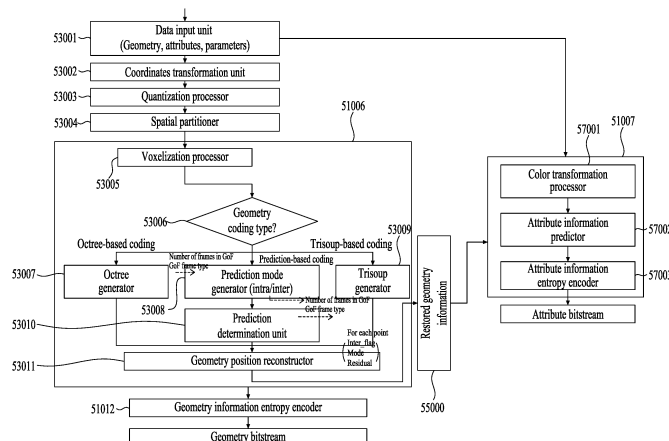 53001
Data input unit
(Geometry, attributes, parameters)
53002
Coordinates transformation unit
53003
Quantization processor
53004
Spatial partitioner
51006
53005
Voxelization processor
53006
Geometry
coding type?
Octree-based coding
Prediction-based coding
Trisoup-based coding
53009
53007
Octree
generator
Number of frames in GoF
GoF frame type
53008
Prediction mode
generator (intra/inter)
Trisoup
generator
Number of frames in GoF
GoF frame type
53010
Prediction
determination unit
For each point
Inter_flag
Mode
Residual
53011
Geometry position reconstructor
51012
Geometry information entropy encoder
Geometry bitstream
Restored geometry
information
55000
51007
57001
Color transformation
processor
57002
Attribute information
predictor
57003
Attribute information
entropy encoder
Attribute bitstream